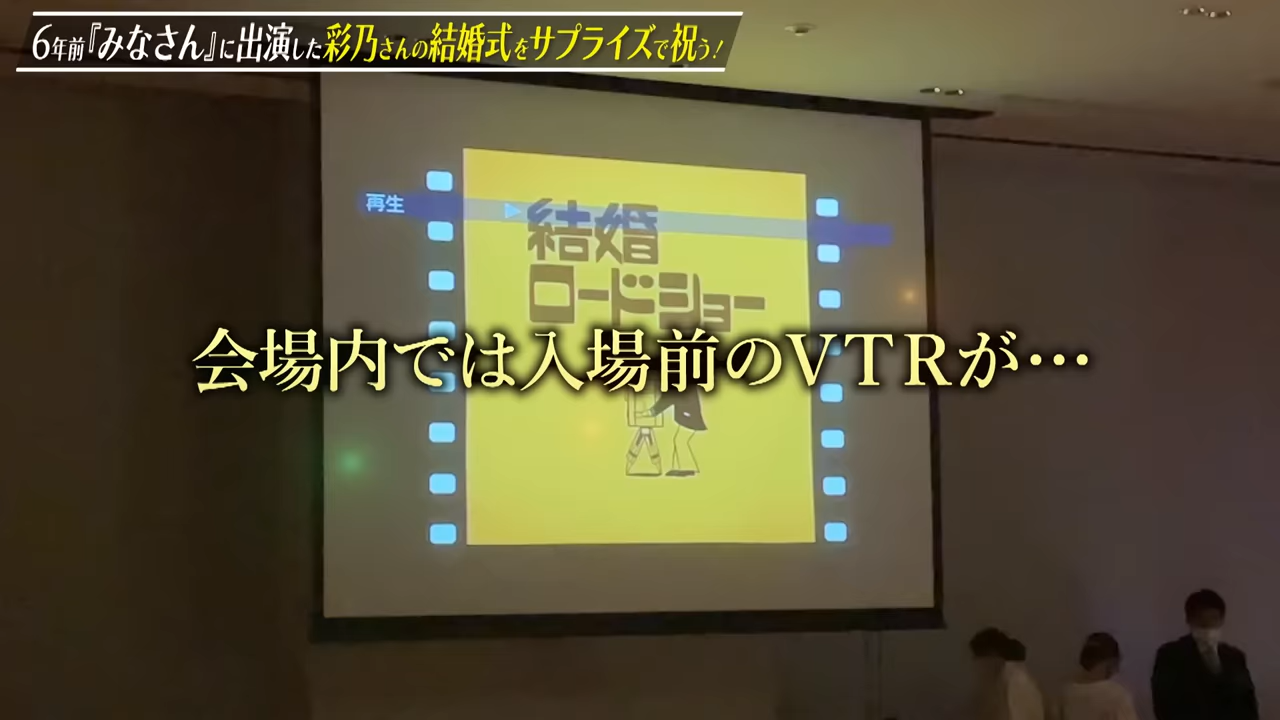 6年前『みなさん』に出演した彩乃さんの結婚式をサプライズで祝う!
再生
結婚
ロードショー
会場内では入場前のVTRが…